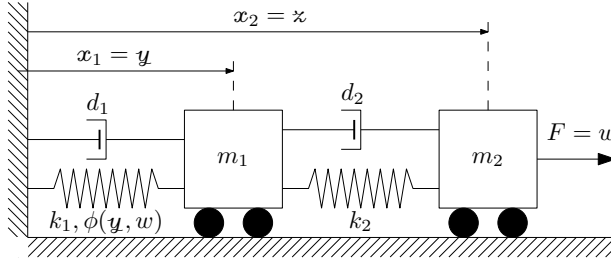 x₂ = z
x₁ = y
d₁
d₂
F = w
m₁
m₂
k₁, ϕ(y, w)
k₂